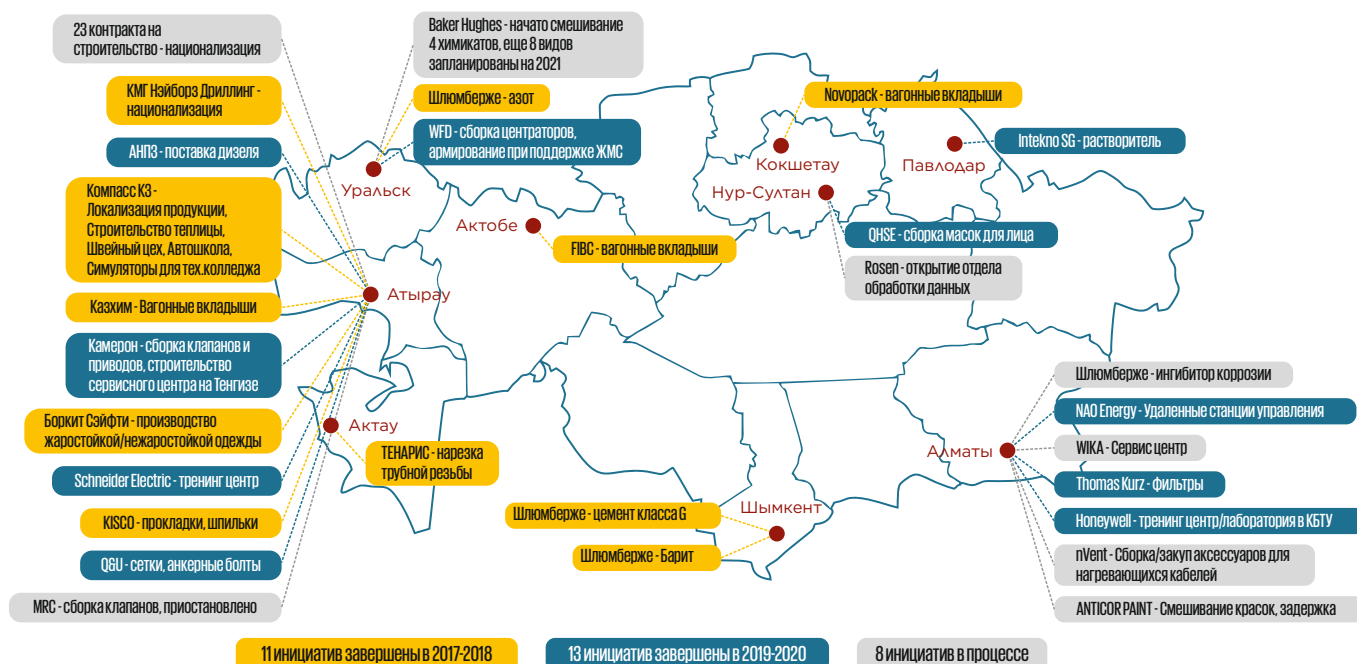 23 контракта на
строительство - национализация
КМГ Нэйборз Дриллинг -
национализация
АНПЗ - поставка дизеля
Компасс КЗ -
Локализация продукции,
Строительство теплицы,
Швейный цех, Автошкола,
Симуляторы для тех.колледжа
Казхим - Вагонные вкладыши
Камерон - сборка клапанов и
приводов, строительство
сервисного центра на Тенгизе
Боркит Сэйфти - производство
жаростойкой/нежаростойкой одежды
Schneider Electric - тренинг центр
KISCO - прокладки, шпильки
Q&U - сетки, анкерные болты
MRC - сборка клапанов, приостановлено
Baker Hughes - начато смешивание
4 химикатов, еще 8 видов
запланированы на 2021
Шлюмберже - азот
WFD - сборка центраторов,
армирование при поддержке ЖМС
Уральск
Актобе
FIBC - вагонные вкладыши
Атырау
Актау
ТЕНАРИС - нарезка
трубной резьбы
Novopack - вагонные вкладыши
Кокшетау
Нур-Султан
Павлодар
Intekno SG - растворитель
QHSE - сборка масок для лица
Rosen - открытие отдела
обработки данных
Шлюмберже - цемент класса G
Шымкент
Шлюмберже - Барит
Алматы
Шлюмберже - ингибитор коррозии
NAO Energy - Удаленные станции управления
WIKA - Сервис центр
Thomas Kurz - фильтры
Honeywell - тренинг центр/лаборатория в КБТУ
nVent - Сборка/закуп аксессуаров для
нагревающихся кабелей
ANTICOR PAINT - Смешивание красок, задержка
11 инициатив завершены в 2017-2018
13 инициатив завершены в 2019-2020
8 инициатив в процессе